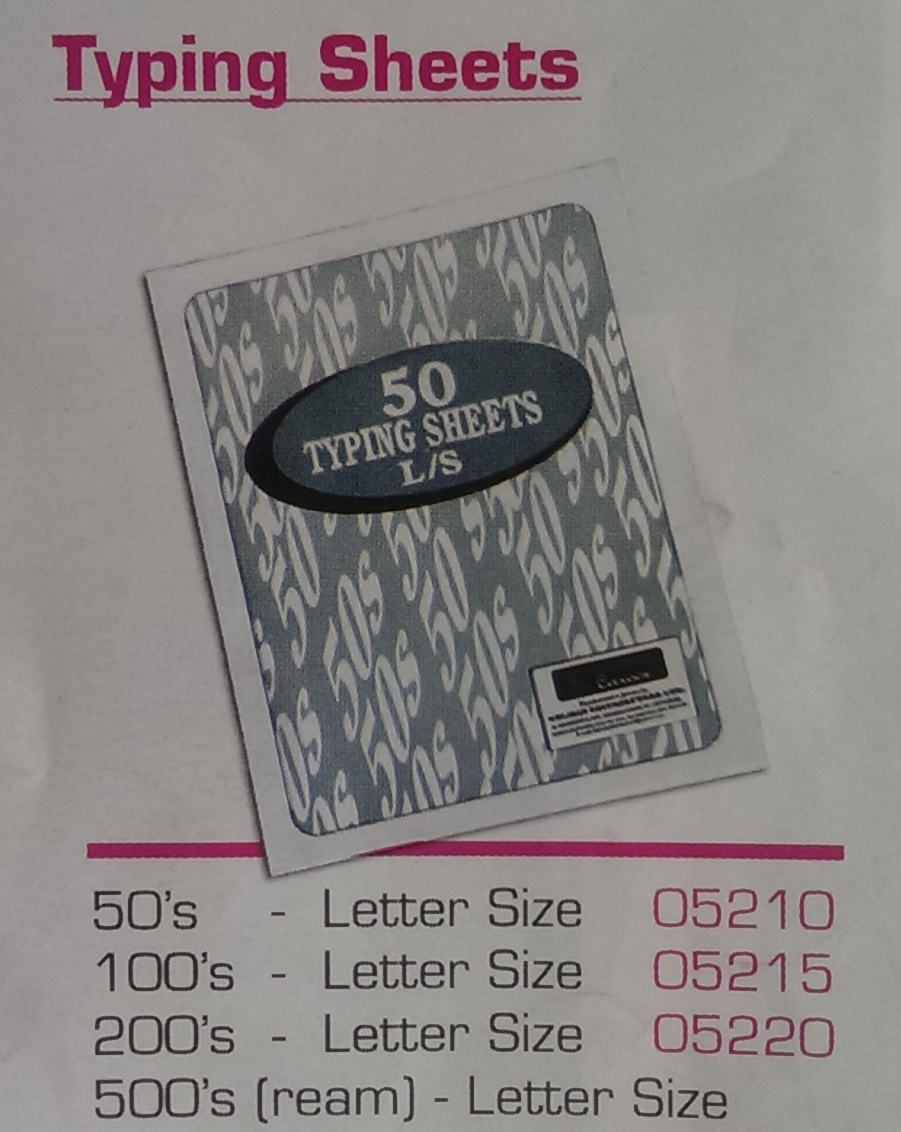 Typing Sheets
50
TYPING SHEETS
L/S
50's - Letter Size 05210
100's - Letter Size 05215
200's - Letter Size 05220
500's (ream) - Letter Size